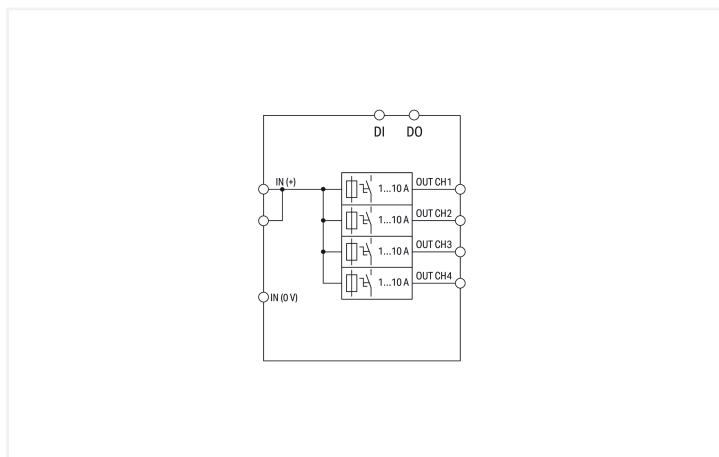 DI DO
IN (+)
1...10 A OUT CH1
1...10 A OUT CH2
1...10 A OUT CH3
1...10 A OUT CH4
IN (0 V)